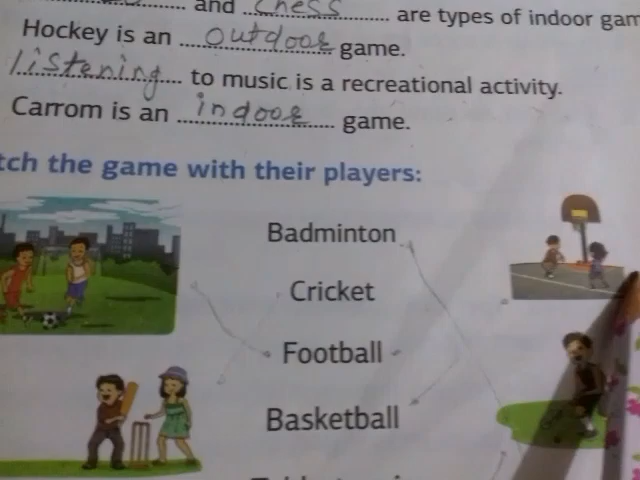 and chess are types of indoor gam
Hockey is an outdoor game.
listening to music is a recreational activity.
Carrom is an indoor game.
tch the game with their players:
Badminton
Cricket
Football
Basketball